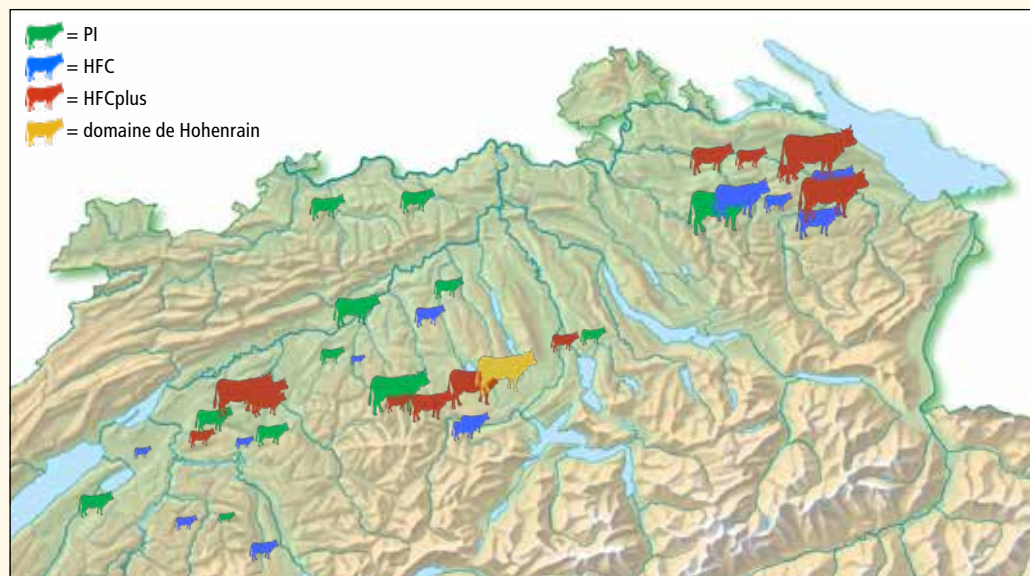 = PI
= HFC
= HFCplus
= domaine de Hohenrain